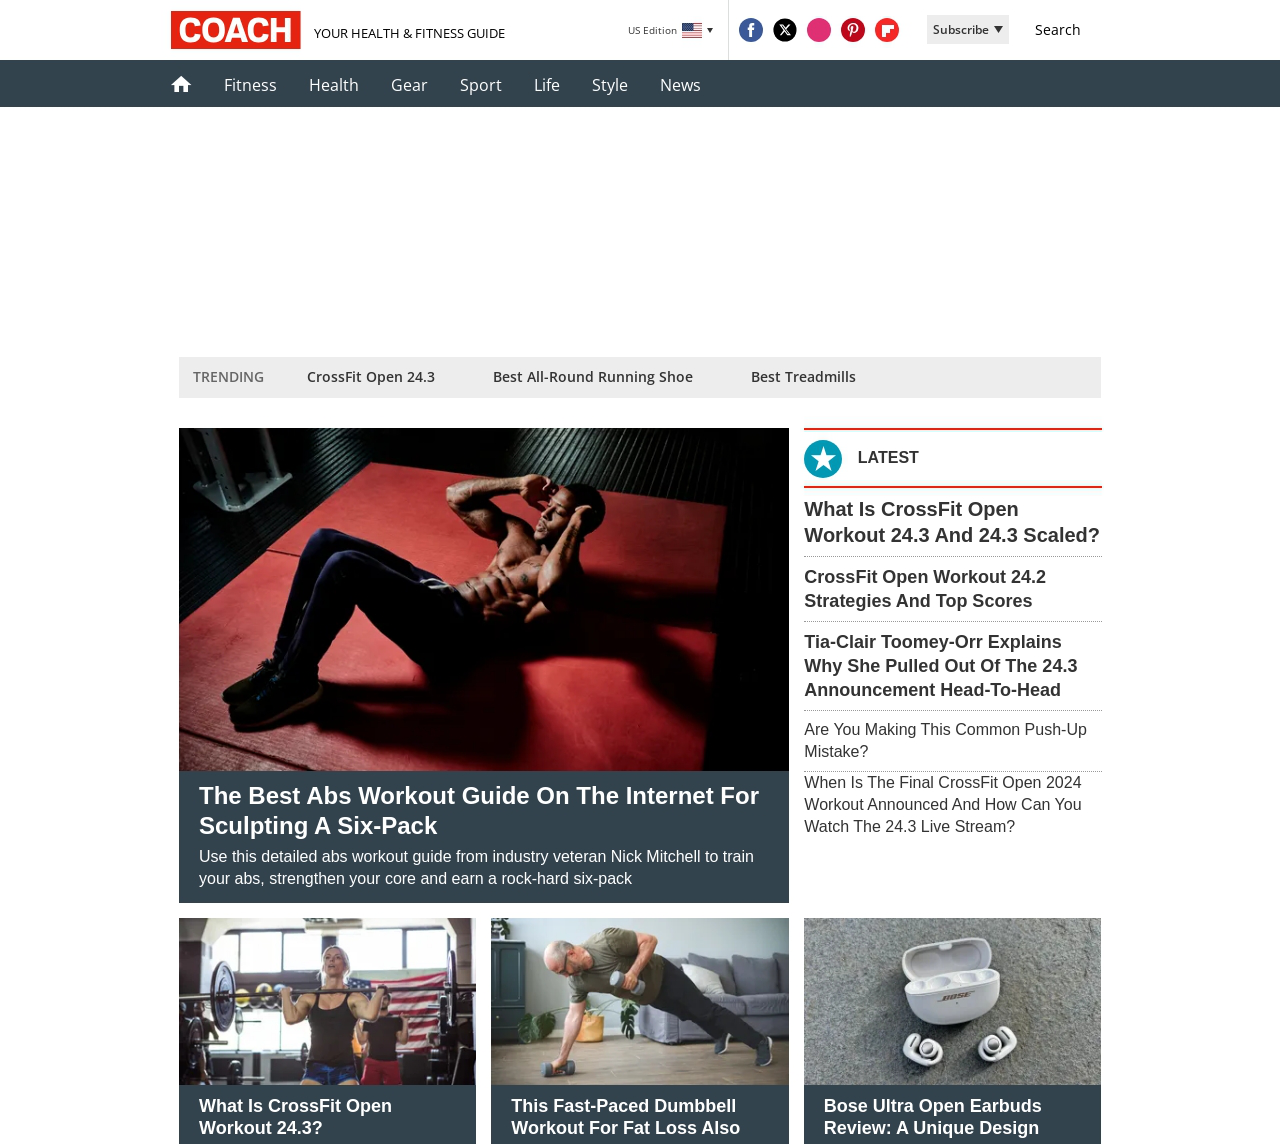 COACH
YOUR HEALTH & FITNESS GUIDE
US Edition
Subscribe
Search
Fitness
Health
Gear
Sport
Life
Style
News
TRENDING
CrossFit Open 24.3
Best All-Round Running Shoe
Best Treadmills
The Best Abs Workout Guide On The Internet For
Sculpting A Six-Pack
Use this detailed abs workout guide from industry veteran Nick Mitchell to train
your abs, strengthen your core and earn a rock-hard six-pack
LATEST
What Is CrossFit Open
Workout 24.3 And 24.3 Scaled?
CrossFit Open Workout 24.2
Strategies And Top Scores
Tia-Clair Toomey-Orr Explains
Why She Pulled Out Of The 24.3
Announcement Head-To-Head
Are You Making This Common Push-Up
Mistake?
When Is The Final CrossFit Open 2024
Workout Announced And How Can You
Watch The 24.3 Live Stream?
What Is CrossFit Open
Workout 24.3?
This Fast-Paced Dumbbell
Workout For Fat Loss Also
BOSE
Bose Ultra Open Earbuds
Review: A Unique Design